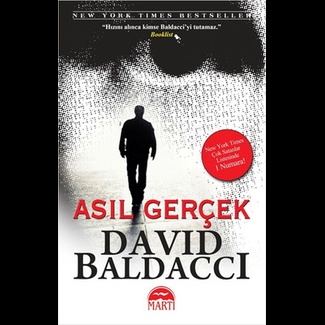 NEW YORK TIMES BESTSELLER
"Hızını alınca kimse Baldacci'yi tutamaz."
Booklist
New York Times
Çok Satanlar
Listesinde
1 Numara!
ASIL GERÇEK
DAVID
BALDACCI
MARTI